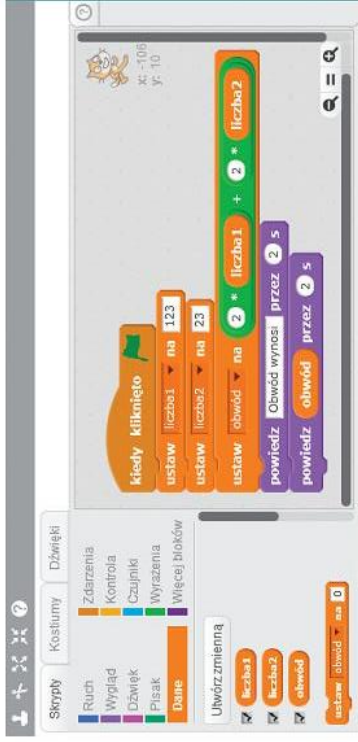 Skrypty Kostiumy Dźwięki
Ruch Zdarzenia
Wygląd Kontrola
Dźwięk Czujniki
Pisak Wyrażenia
Dane Więcej bloków
Utwórz zmienną
liczba1
liczba2
obwód
ustaw obwód na 0
kiedy kliknięto
ustaw liczba1 na 123
ustaw liczba2 na 23
ustaw obwód na 2 * liczba1 + 2 * liczba2
powiedz Obwód wynosi przez 2 s
powiedz obwód przez 2 s
x: -106
y: 10